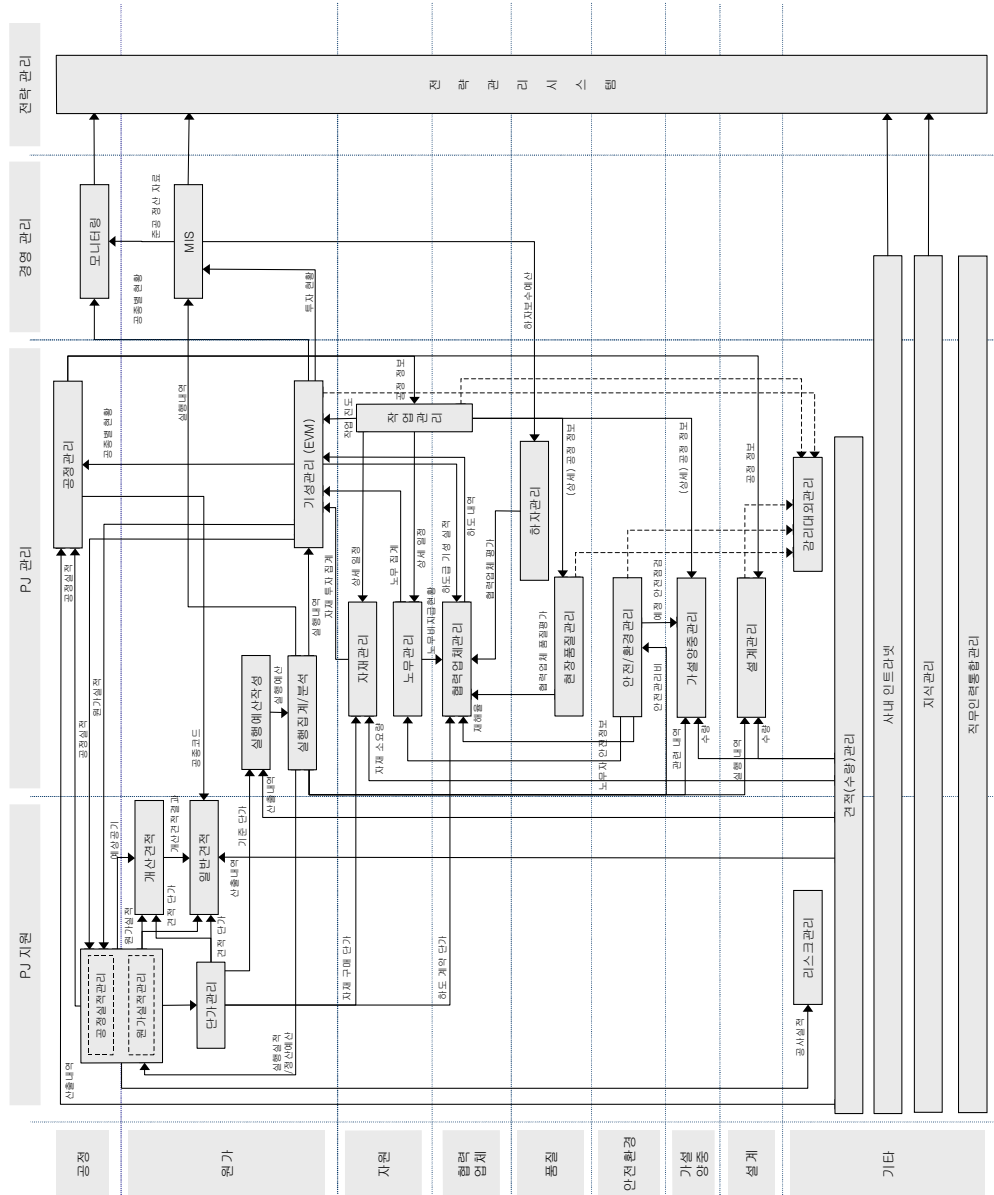 전략 관리
경영 관리
PJ 관리
PJ 지원
공정
원가
자원
협력
업체
품질
안전환경
가설
양중
설계
기타
전 략 관 리 시 스 템
모니터링
MIS
준공 정산 자료
공종별 현황
투자 현황
하자보수예산
실행내역
공정관리
공종별 현황
기성관리 (EVM)
작업 진도
공정 정보
작업관리
하자관리
(상세) 공정 정보
(상세) 공정 정보
공정 정보
감리대외관리
공정실적
원가실적
공정실적
공종코드
실행예산작성
실행예산
실행집계/분석
실행내역
자재 투자 집계
상세 일정
노무 집계
상세 일정
하도급 기성 실적
하도 내역
협력업체 평가
자재관리
노무관리
노무비지급현황
협력업체관리
재해율
협력업체 품질평가
현장품질관리
안전/환경관리
예정 안전점검
안전관리비
가설양중관리
설계관리
자재 소요량
노무자 안전정보
관련 내역
수량
실행 내역
수량
예상공기
개산견적
개산견적결과
일반견적
산출내역
기준 단가
산출내역
원가실적
견적 단가
견적 단가
공정실적관리
원가실적관리
단가관리
자재 구매 단가
하도 계약 단가
실행실적
/정산예산
산출내역
리스크관리
공사실적
견적(수량)관리
사내 인트라넷
지식관리
직무인력통합관리